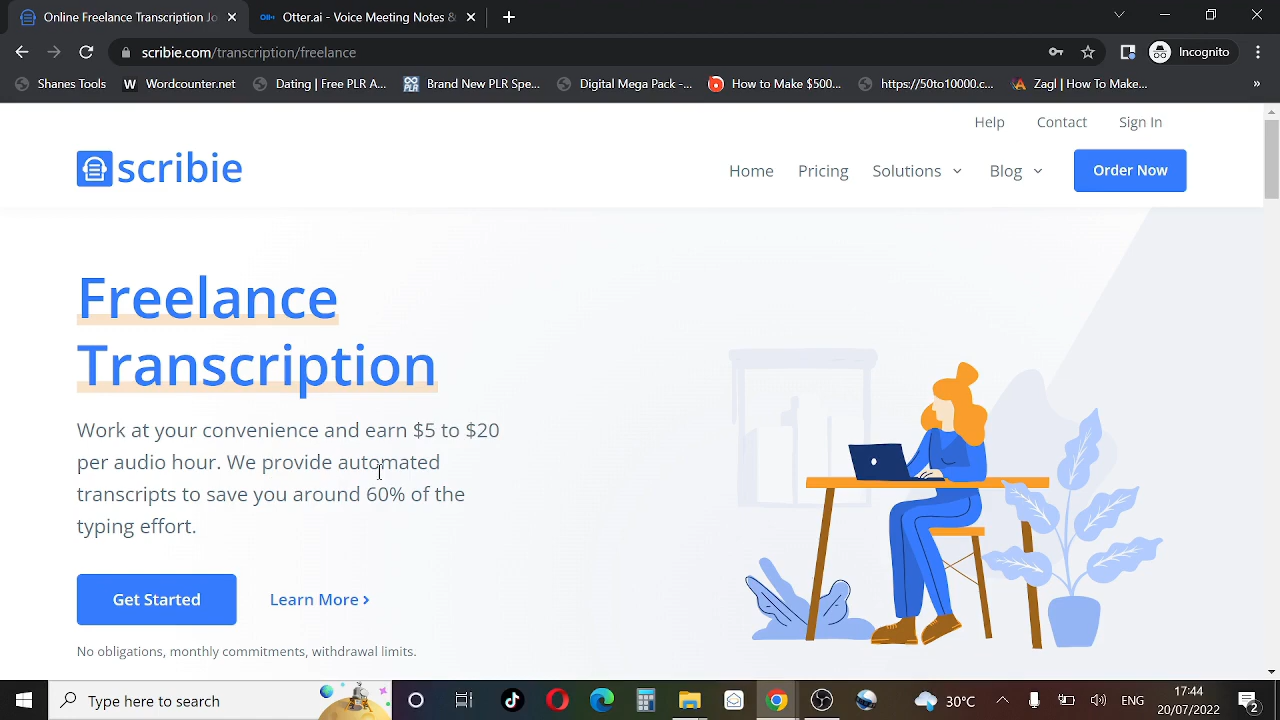 Online Freelance Transcription Jo
Otter.ai - Voice Meeting Notes &
scribie.com/transcription/freelance
Incognito
Shanes Tools
W Wordcounter.net
Dating | Free PLR A...
OC PLR Brand New PLR Spe...
Digital Mega Pack -...
How to Make $500...
https://50to10000.c...
Zagl | How To Make...
»
Help
Contact
Sign In
scribie
Home
Pricing
Solutions
Blog
Order Now
Freelance
Transcription
Work at your convenience and earn $5 to $20
per audio hour. We provide automated
transcripts to save you around 60% of the
typing effort.
Get Started
Learn More
No obligations, monthly commitments, withdrawal limits.
Type here to search
30°C
ENG
17:44
20/07/2022
2